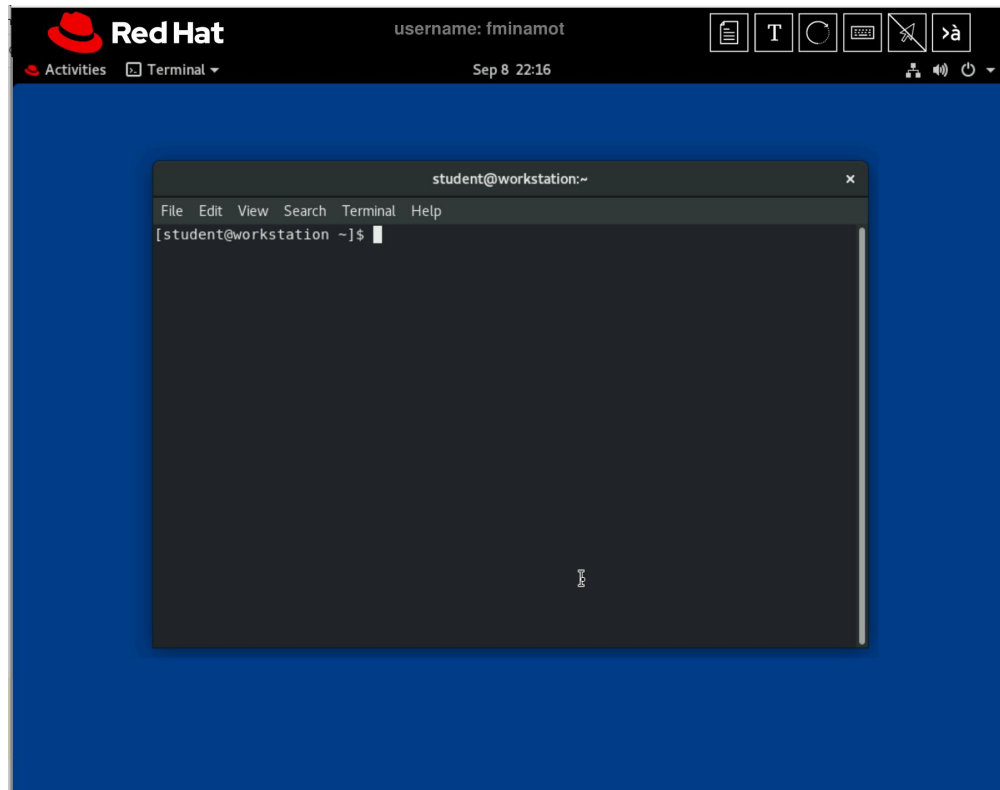 Red Hat
username: fminamot
T
>à
Activities
Terminal
Sep 8 22:16
student@workstation:~
×
File Edit View Search Terminal Help
[student@workstation ~]$